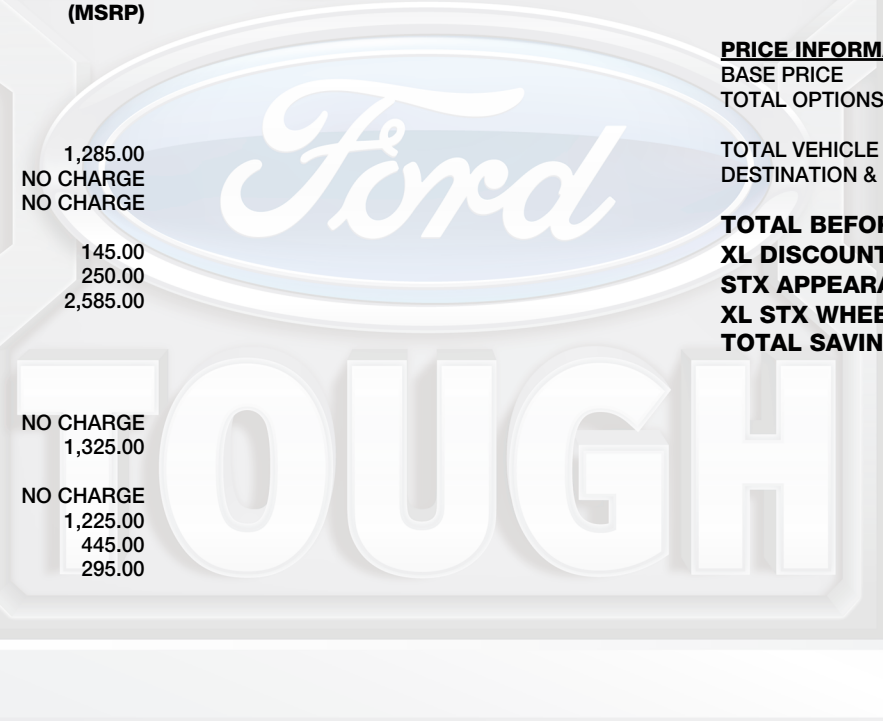 (MSRP)
1,285.00
NO CHARGE
NO CHARGE
145.00
250.00
2,585.00
NO CHARGE
1,325.00
NO CHARGE
1,225.00
445.00
295.00
PRICE INFORMA
BASE PRICE
TOTAL OPTIONS
TOTAL VEHICLE
DESTINATION &
TOTAL BEFOR
XL DISCOUNT
STX APPEARA
XL STX WHEE
TOTAL SAVIN
Ford
TOUGH